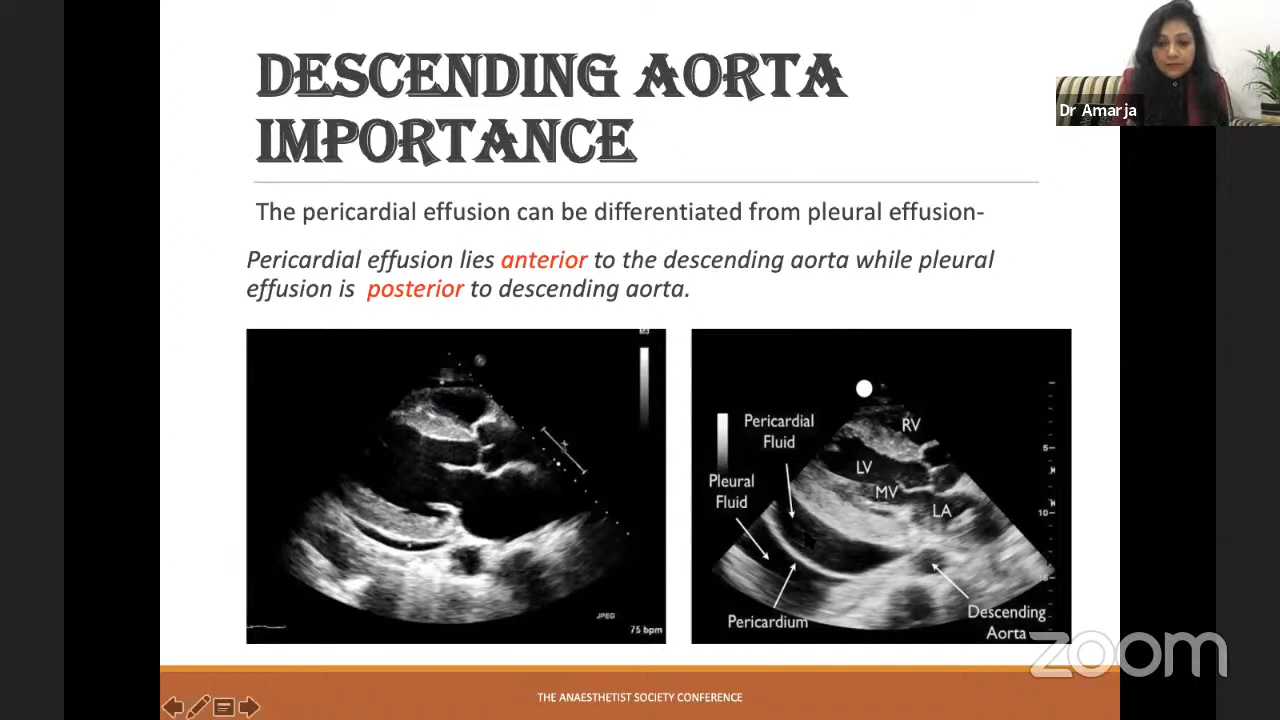 DESCENDING AORTA
IMPORTANCE
Dr Amarja
The pericardial effusion can be differentiated from pleural effusion-
Pericardial effusion lies anterior to the descending aorta while pleural
effusion is posterior to descending aorta.
JPEG
75 bpm
Pericardial
Fluid
Pleural
Fluid
RV
LV
MV
LA
5
10
Pericardium
Descending
Aorta
zoom
THE ANAESTHETIST SOCIETY CONFERENCE